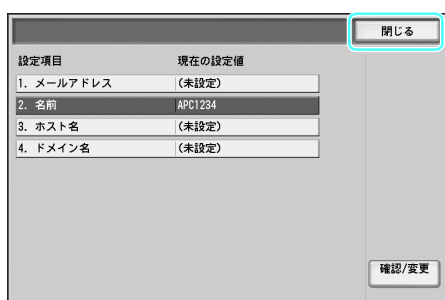 閉じる
設定項目 現在の設定値
1. メールアドレス (未設定)
2. 名前 APC1234
3. ホスト名 (未設定)
4. ドメイン名 (未設定)
確認/変更